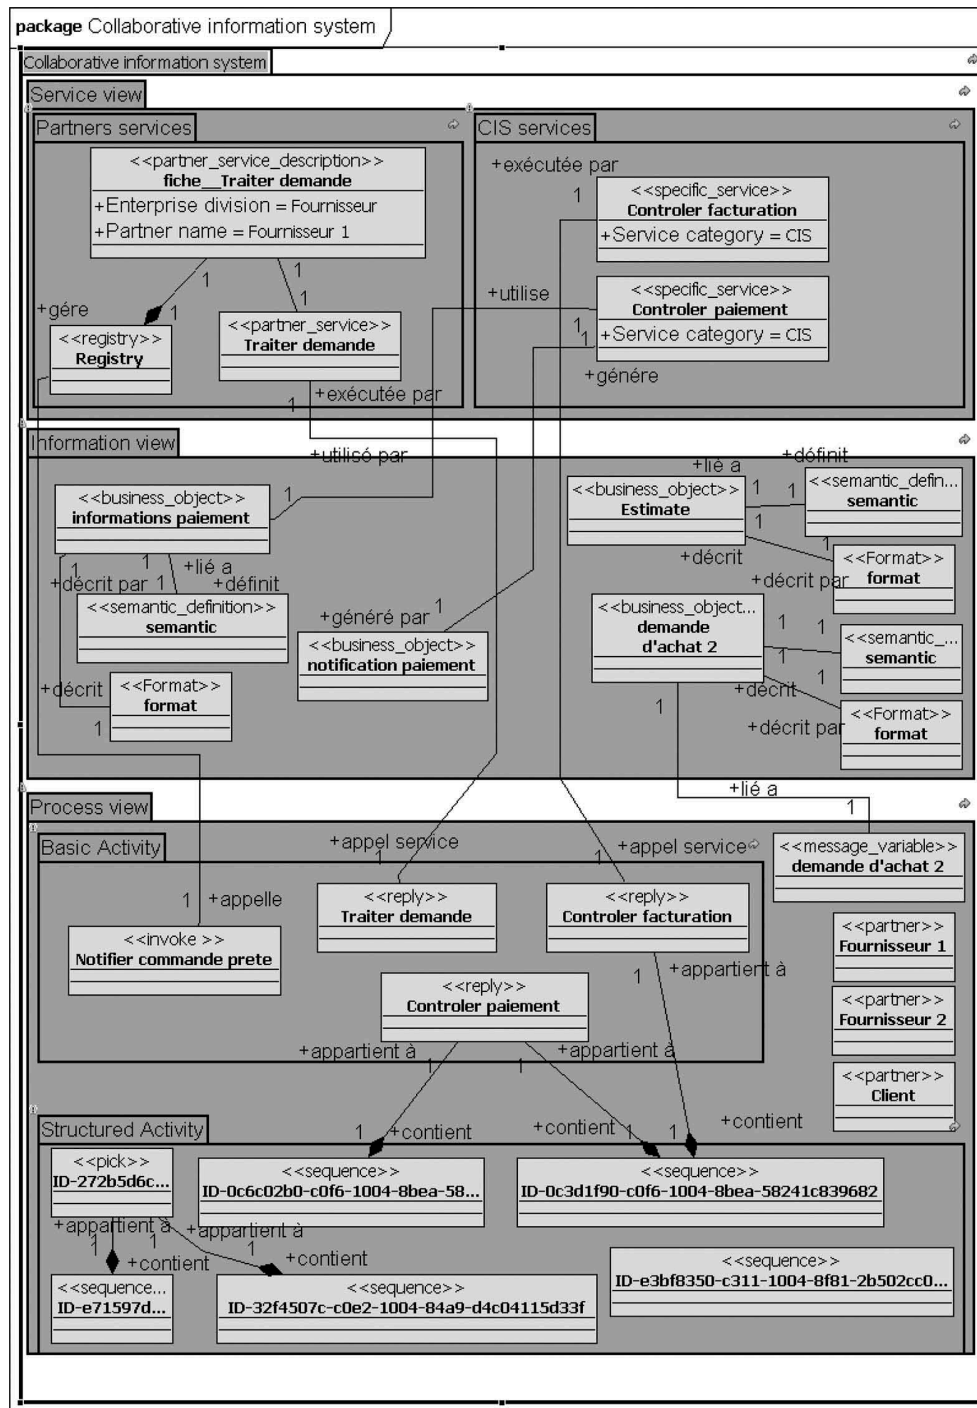 package Collaborative information system
Collaborative information system
Service view
Partners services
<<partner_service_description>>
fiche__Traiter demande
+Enterprise division = Fournisseur
+Partner name = Fournisseur 1
1
1
+gére
1
1
<<registry>>
Registry
<<partner_service>>
Traiter demande
+exécutée par
1
CIS services
+exécutée par
1
<<specific_service>>
Controler facturation
+Service category = CIS
+utilise
<<specific_service>>
Controler paiement
+Service category = CIS
1
1
+génére
Information view
+utilisó par
1
<<business_object>>
informations paiement
1
1
+lié a
+décrit par
1
+définit
<<semantic_definition>>
semantic
+décrit
1
<<Format>>
format
+généré par
1
<<business_object>>
notification paiement
+lié a
+définit
<<business_object>>
Estimate
1
1
1
<<semantic_defin...
semantic
+décrit
1
+décrit par
<<Format>>
format
<<business_object...
demande
d'achat 2
1
1
1
1
<<semantic_...
semantic
+décrit
+décrit par
<<Format>>
format
1
+lié a
1
Process view
Basic Activity
+appel service
1
+appel service
1
<<message_variable>>
demande d'achat 2
1
+appelle
<<reply>>
Traiter demande
<<reply>>
Controler facturation
<<invoke >>
Notifier commande prete
<<partner>>
Fournisseur 1
1
+appartient à
<<reply>>
Controler paiement
<<partner>>
Fournisseur 2
+appartient à
1
1
+appartient à
<<partner>>
Client
Structured Activity
1
+contient
+contient
1
1
+contient
<<pick>>
ID-272b5d6c...
<<sequence>>
ID-0c6c02b0-c0f6-1004-8bea-58...
<<sequence>>
ID-0c3d1f90-c0f6-1004-8bea-58241c839682
+appartient à
+appartient à
1
1
1
+contient
+contient
<<sequence...
ID-e71597d...
<<sequence>>
ID-32f4507c-c0e2-1004-84a9-d4c04115d33f
<<sequence>>
ID-e3bf8350-c311-1004-8f81-2b502cc0...